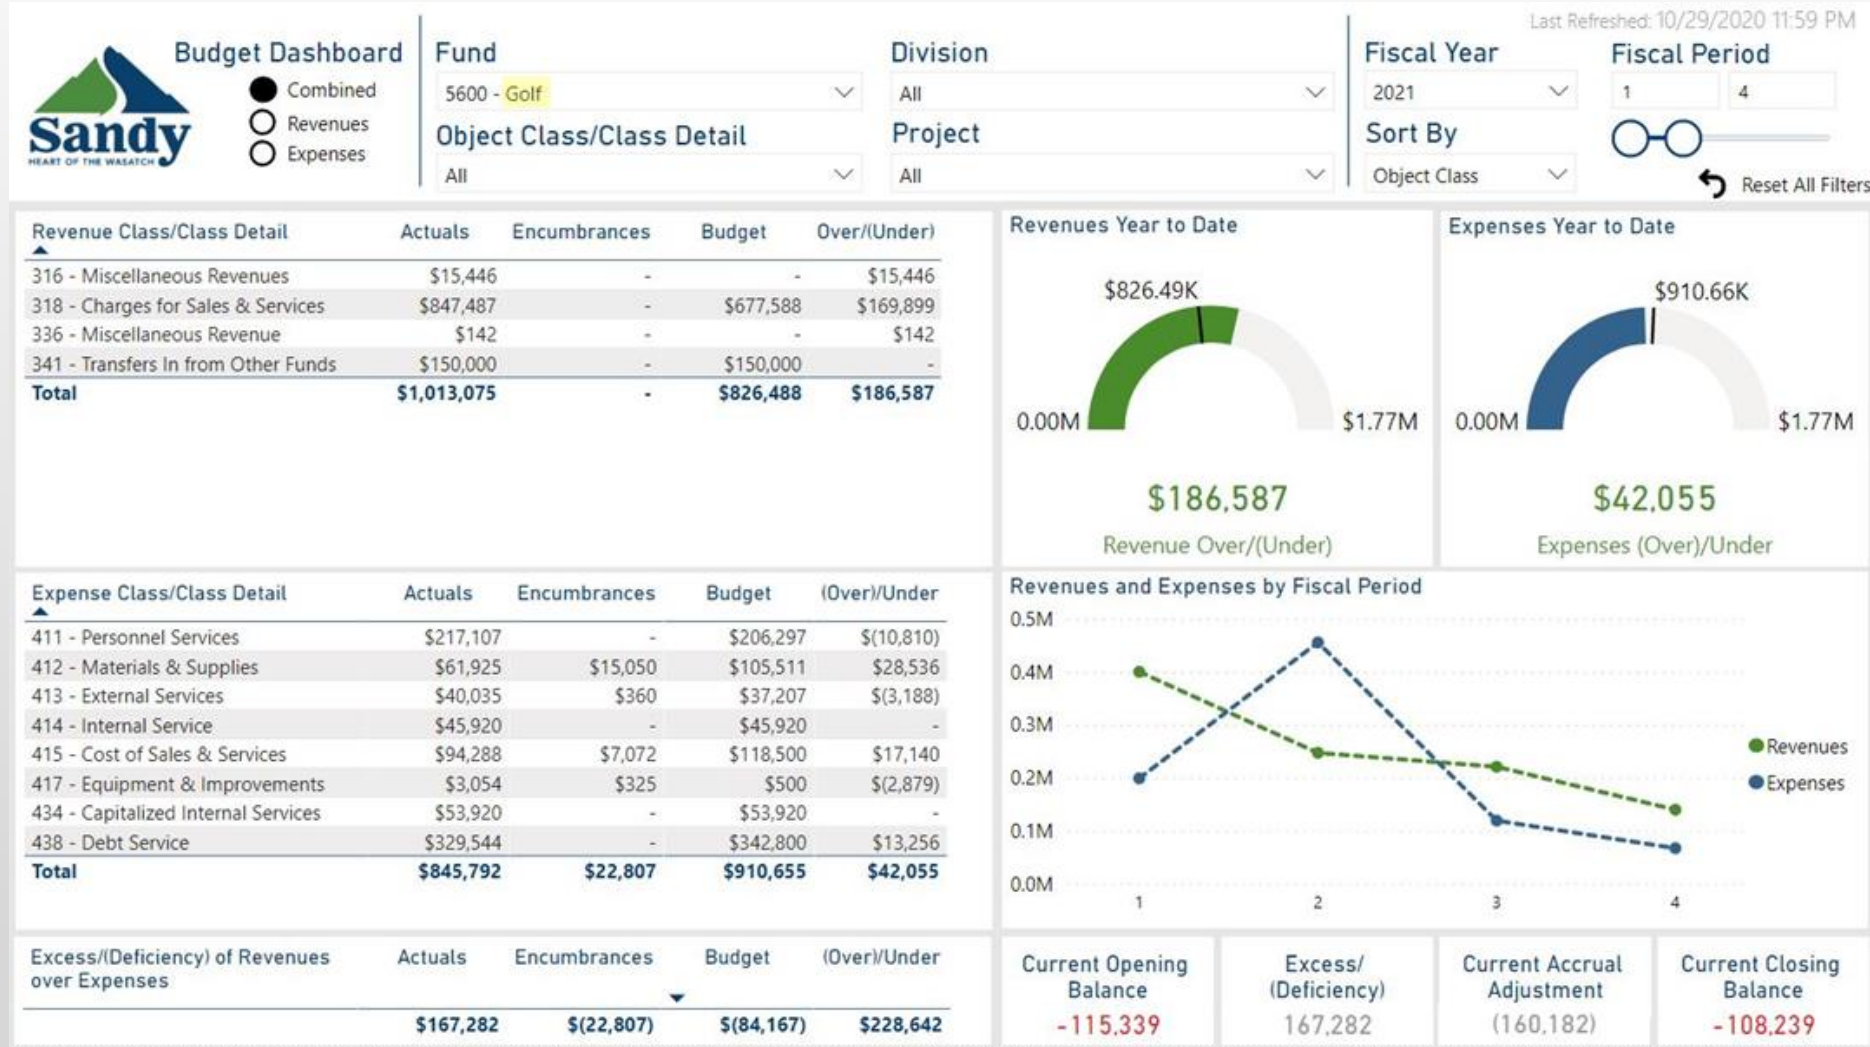 Last Refreshed: 10/29/2020 11:59 PM
Sandy
HEART OF THE WASATCH
Budget Dashboard
Combined
Revenues
Expenses
Fund
5600 - Golf
Object Class/Class Detail
All
Division
All
Project
All
Fiscal Year
2021
Sort By
Object Class
Fiscal Period
1 4
Reset All Filters
Revenue Class/Class Detail Actuals Encumbrances Budget Over/(Under)
316 - Miscellaneous Revenues $15,446 - - $15,446
318 - Charges for Sales & Services $847,487 - $677,588 $169,899
336 - Miscellaneous Revenue $142 - - $142
341 - Transfers In from Other Funds $150,000 - $150,000 -
Total $1,013,075 - $826,488 $186,587
Revenues Year to Date
$826.49K
0.00M $1.77M
$186,587
Revenue Over/(Under)
Expenses Year to Date
$910.66K
0.00M $1.77M
$42,055
Expenses (Over)/Under
Expense Class/Class Detail Actuals Encumbrances Budget (Over)/Under
411 - Personnel Services $217,107 - $206,297 $(10,810)
412 - Materials & Supplies $61,925 $15,050 $105,511 $28,536
413 - External Services $40,035 $360 $37,207 $(3,188)
414 - Internal Service $45,920 - $45,920 -
415 - Cost of Sales & Services $94,288 $7,072 $118,500 $17,140
417 - Equipment & Improvements $3,054 $325 $500 $(2,879)
434 - Capitalized Internal Services $53,920 - $53,920 -
438 - Debt Service $329,544 - $342,800 $13,256
Total $845,792 $22,807 $910,655 $42,055
Revenues and Expenses by Fiscal Period
0.5M
0.4M
0.3M
0.2M
0.1M
0.0M
1 2 3 4
Revenues
Expenses
Excess/(Deficiency) of Revenues Actuals Encumbrances Budget (Over)/Under
over Expenses
$167,282 $(22,807) $(84,167) $228,642
Current Opening
Balance
-115,339
Excess/
(Deficiency)
167,282
Current Accrual
Adjustment
(160,182)
Current Closing
Balance
-108,239